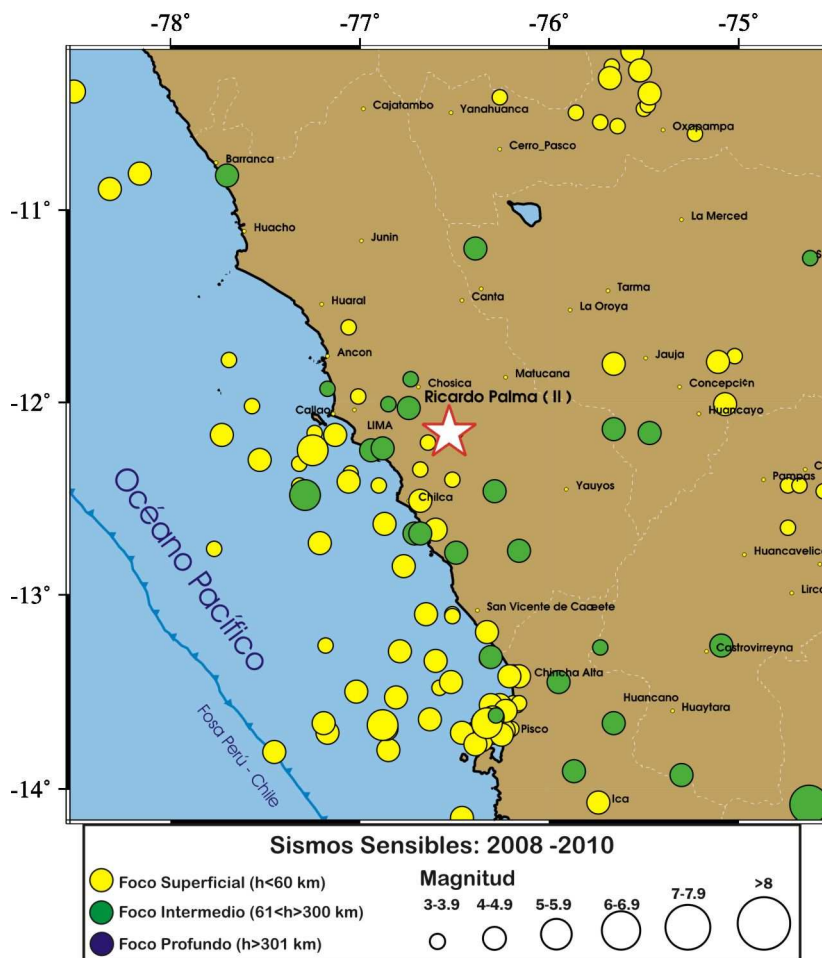 -78° -77° -76° -75°
Cajatambo
Yanahuanca
Oxapampa
Cerro_Pasco
Barranca
-11°
La Merced
Huacho
Junin
S
Tarma
Canta
La Oroya
Huaral
Ancon
Jauja
Matucana
Chosica
Concepción
-12°
Ricardo Palma ( II )
Callao
Huancayo
LIMA
Pampas
Yauyos
Chilca
Océano Pacífico
Huancavelica
Lirca
-13°
San Vicente de Caæete
Castrovirreyna
Chincha Alta
Huancano
Huaytara
Fosa Perú - Chile
Pisco
-14°
Ica
Sismos Sensibles: 2008 -2010
Foco Superficial (h<60 km)
Foco Intermedio (61<h>300 km)
Foco Profundo (h>301 km)
Magnitud
3-3.9 4-4.9 5-5.9 6-6.9 7-7.9 >8